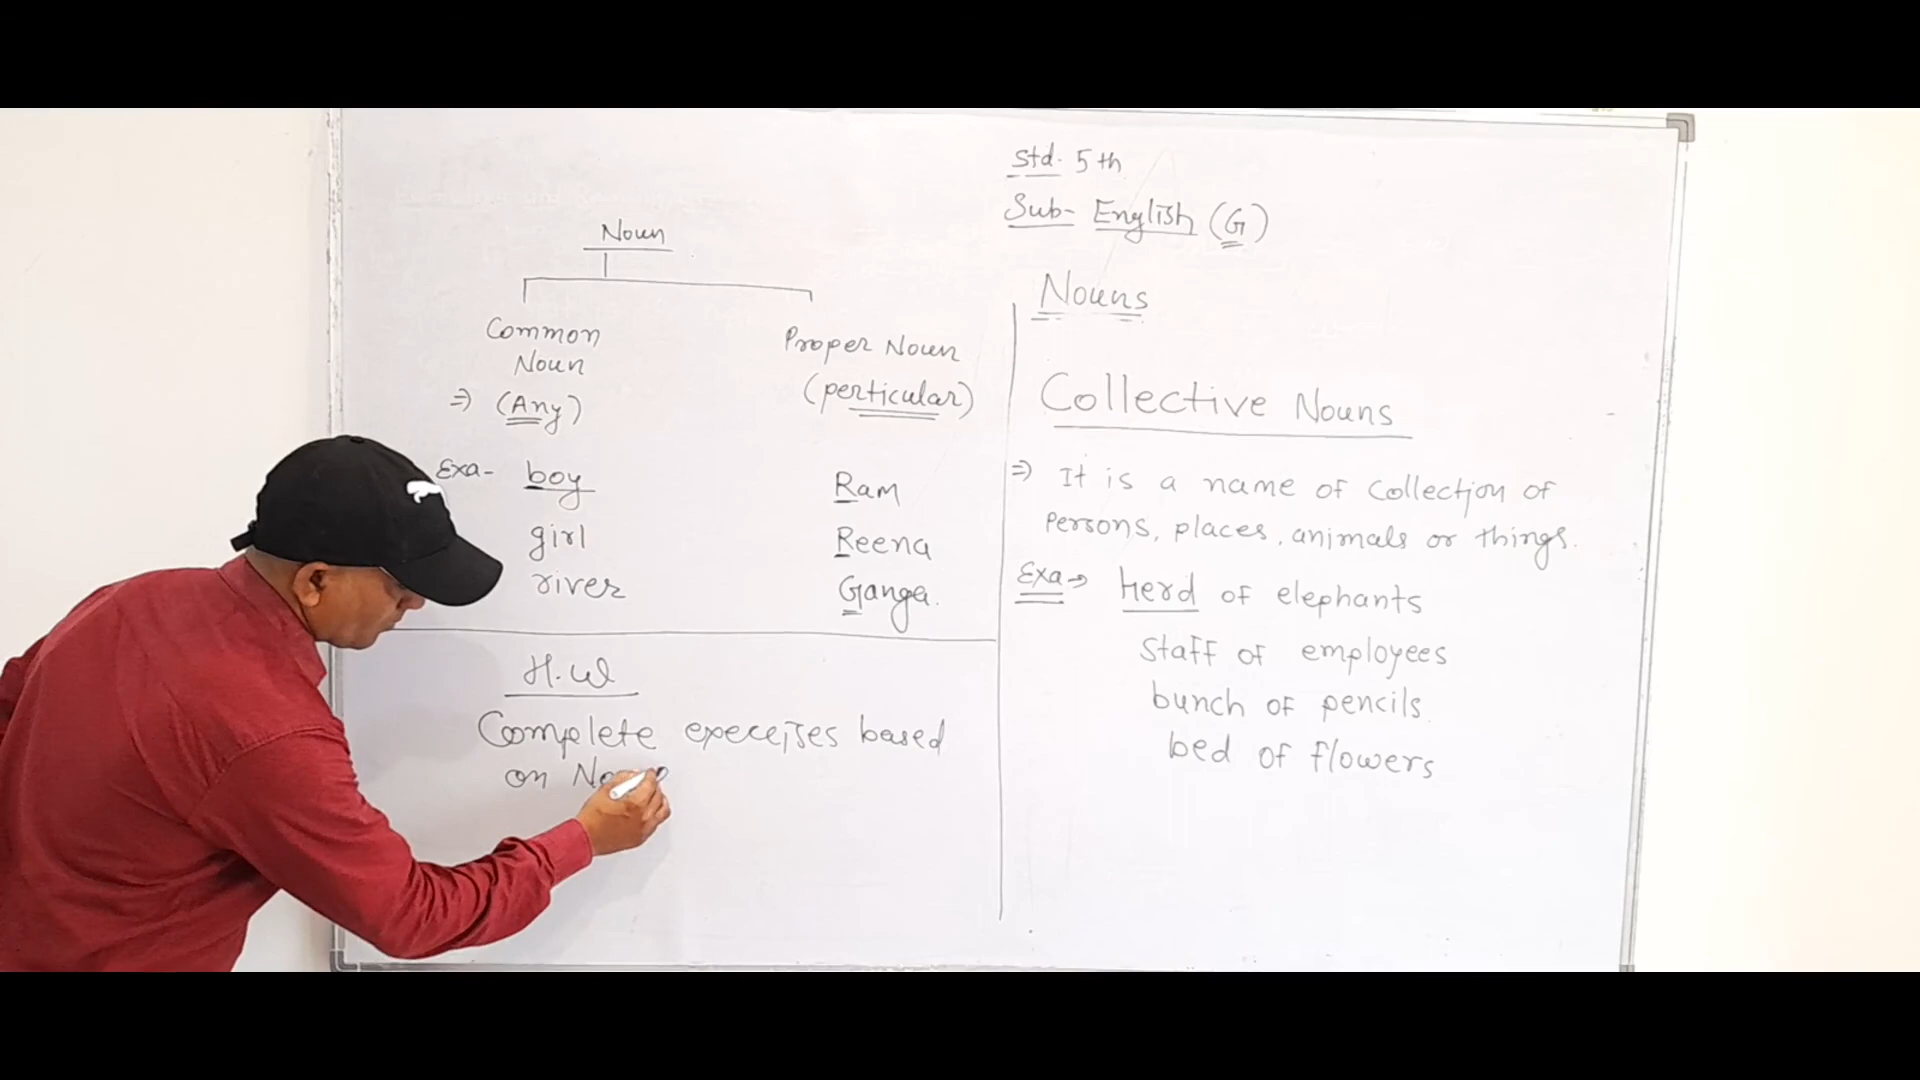 Std. 5th
Sub- English (G)
Noun
Common
Noun
Proper Noun
⇒ (Any)
(perticular)
Exa- boy
Ram
girl
Reena
river
Ganga.
H.W
Complete execeises based
on
Nouns
Collective Nouns
⇒ It is a name of Collection of
Persons, places, animals or things.
Exa⇒ Herd of elephants
Staff of employees
bunch of pencils.
bed of flowers